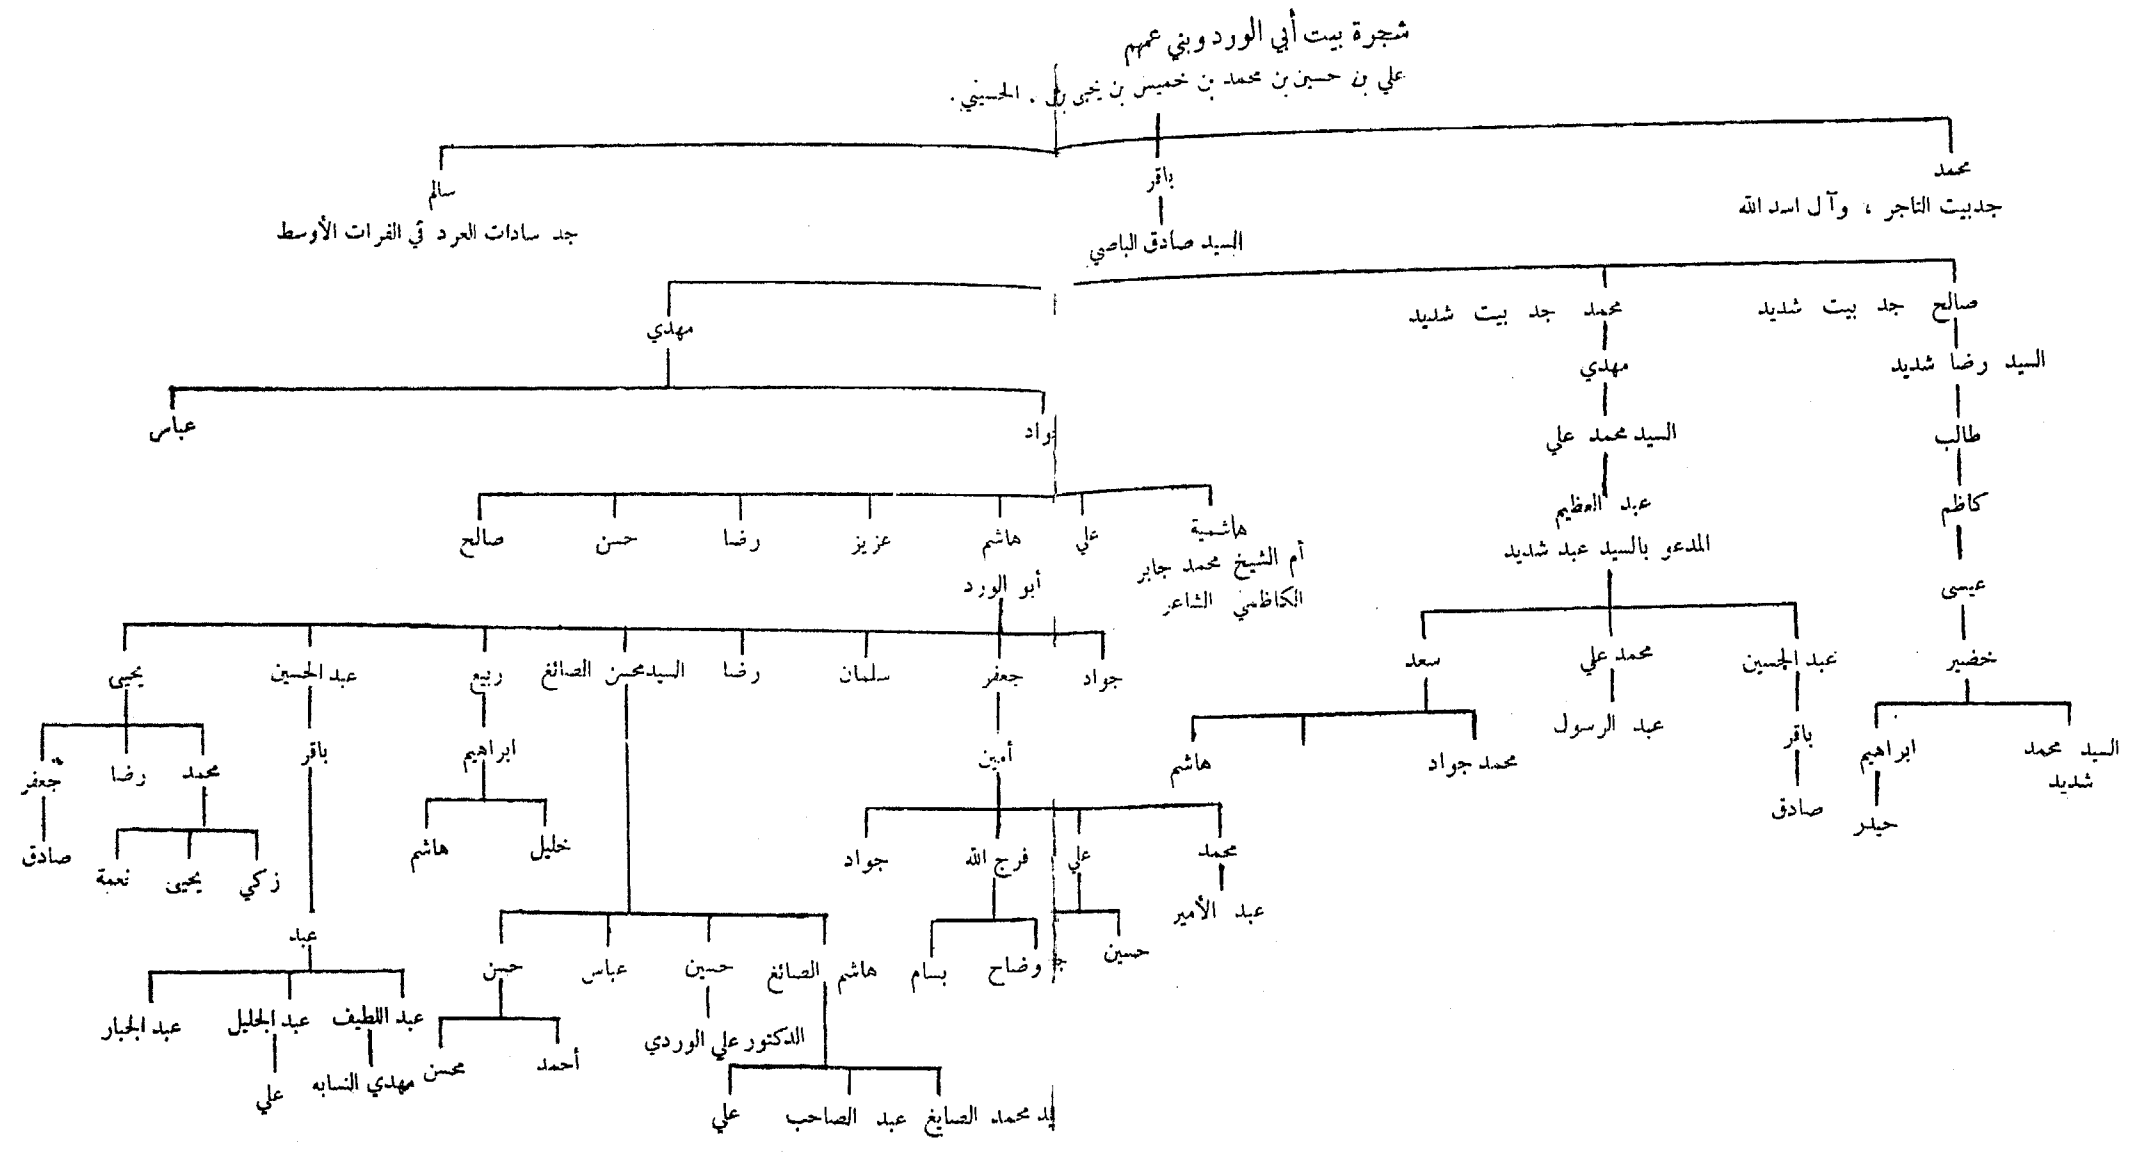 شجرة بيت أبي الورد وبني عمهم
علي بن حسين بن محمد بن خميس بن يحيى بن . الحسيني .
محمد
باقر
سالم
جد بيت التاجر ، وآل اسد الله
السيد صادق الباصي
جد سادات العرد في الفرات الأوسط
صالح جد بيت شديد
محمد جد بيت شديد
مهدي
السيد رضا شديد
مهدي
طالب
السيد محمد علي
عباس
كاظم
عبد العظيم
المدعو بالسيد عبد شديد
هاشمية
أم الشيخ محمد جابر
الكاظمي الشاعر
علي
هاشم
أبو الورد
عزيز
رضا
حسن
صالح
عيسى
خضير
عبد الحسين
محمد علي
سعد
جواد
جعفر
سلمان
رضا
السيد محسن الصائغ
ربيع
عبد الحسين
يحيى
السيد محمد
شديد
ابراهيم
باقر
عبد الرسول
محمد جواد
هاشم
أمين
ابراهيم
باقر
محمد
رضا
جعفر
حيدر
صادق
محمد
علي
فرج الله
جواد
خليل
هاشم
زكي
يحيى
نعمة
صادق
عبد الأمير
حسين
وضاح
بسام
هاشم الصائغ
حسين
عباس
حسن
عبد
الدكتور علي الوردي
أحمد
محسن
عبد اللطيف
عبد الجليل
عبد الجبار
محمد الصايغ
عبد الصاحب
علي
مهدي النسابه
علي